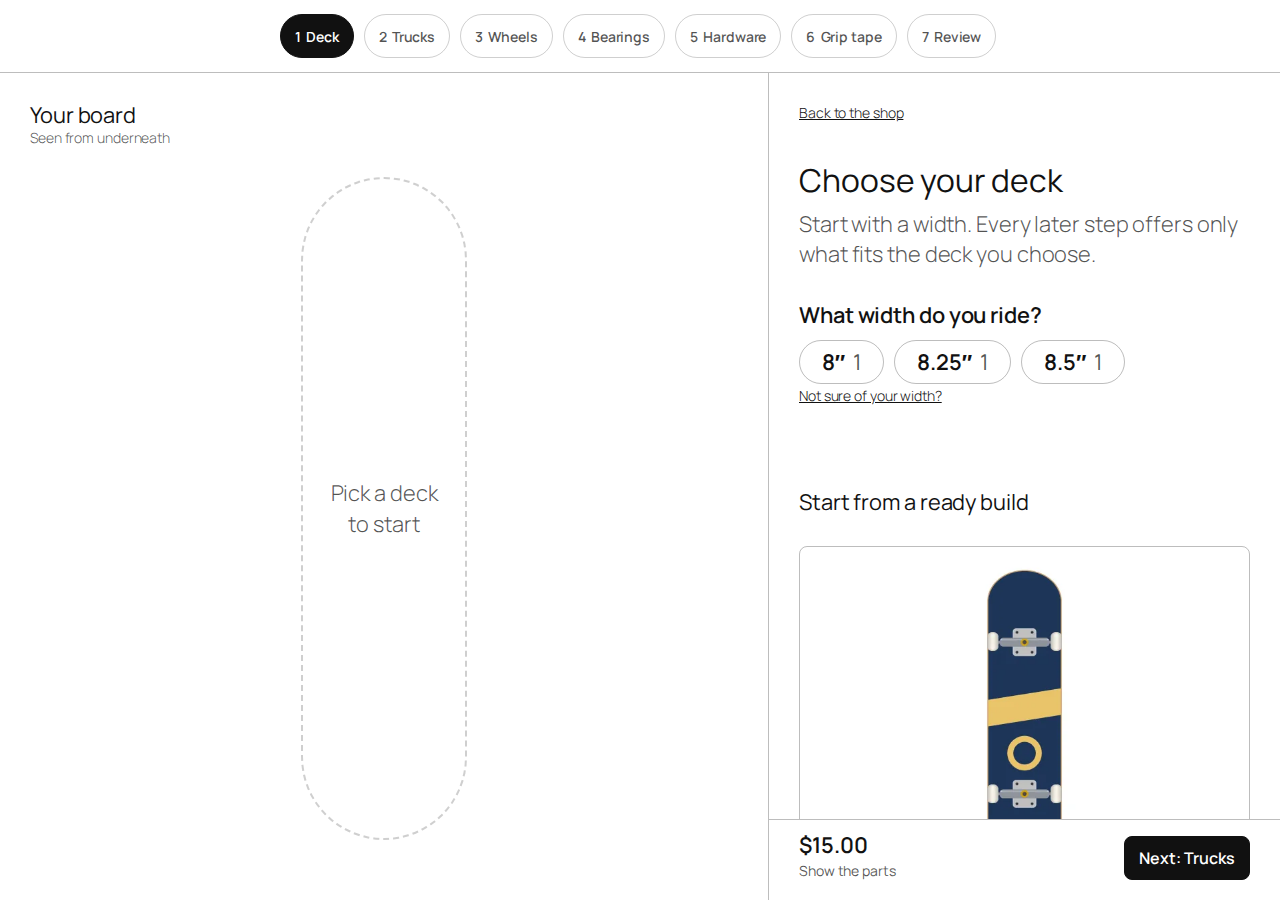 1 Deck
2 Trucks
3 Wheels
4 Bearings
5 Hardware
6 Grip tape
7 Review
Your board
Seen from underneath
Pick a deck
to start
Back to the shop
Choose your deck
Start with a width. Every later step offers only
what fits the deck you choose.
What width do you ride?
8″ 1
8.25″ 1
8.5″ 1
Not sure of your width?
Start from a ready build
$15.00
Show the parts
Next: Trucks